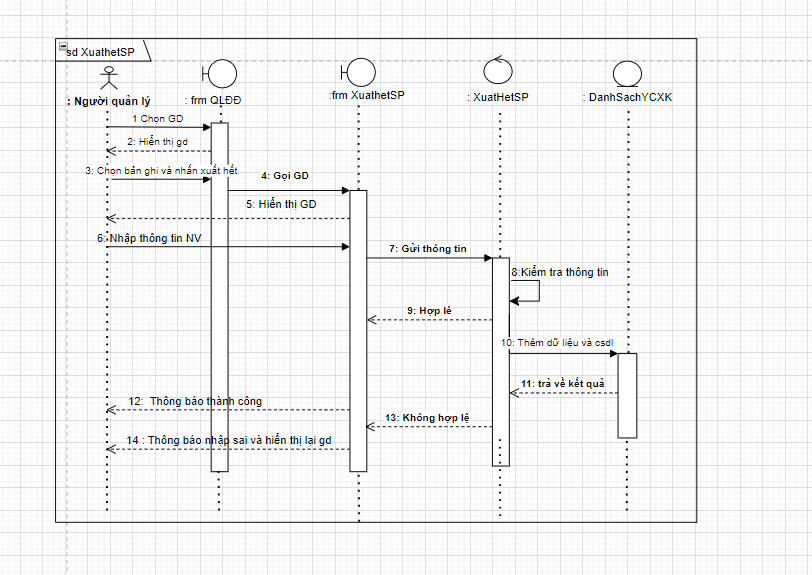 sd XuathetSP
: Người quản lý
: frm QLĐĐ
:frm XuathetSP
: XuatHetSP
: DanhSachYCXK
1 Chọn GD
2: Hiển thị gd
3: Chọn bản ghi và nhấn xuất hết
4: Gọi GD
5: Hiển thị GD
6: Nhập thông tin NV
7: Gửi thông tin
8:Kiểm tra thông tin
9: Hợp lê
10: Thêm dữ liệu và csdl
11: trả về kết quả
12: Thông báo thành công
13: Không hợp lệ
14 : Thông báo nhập sai và hiển thị lại gd